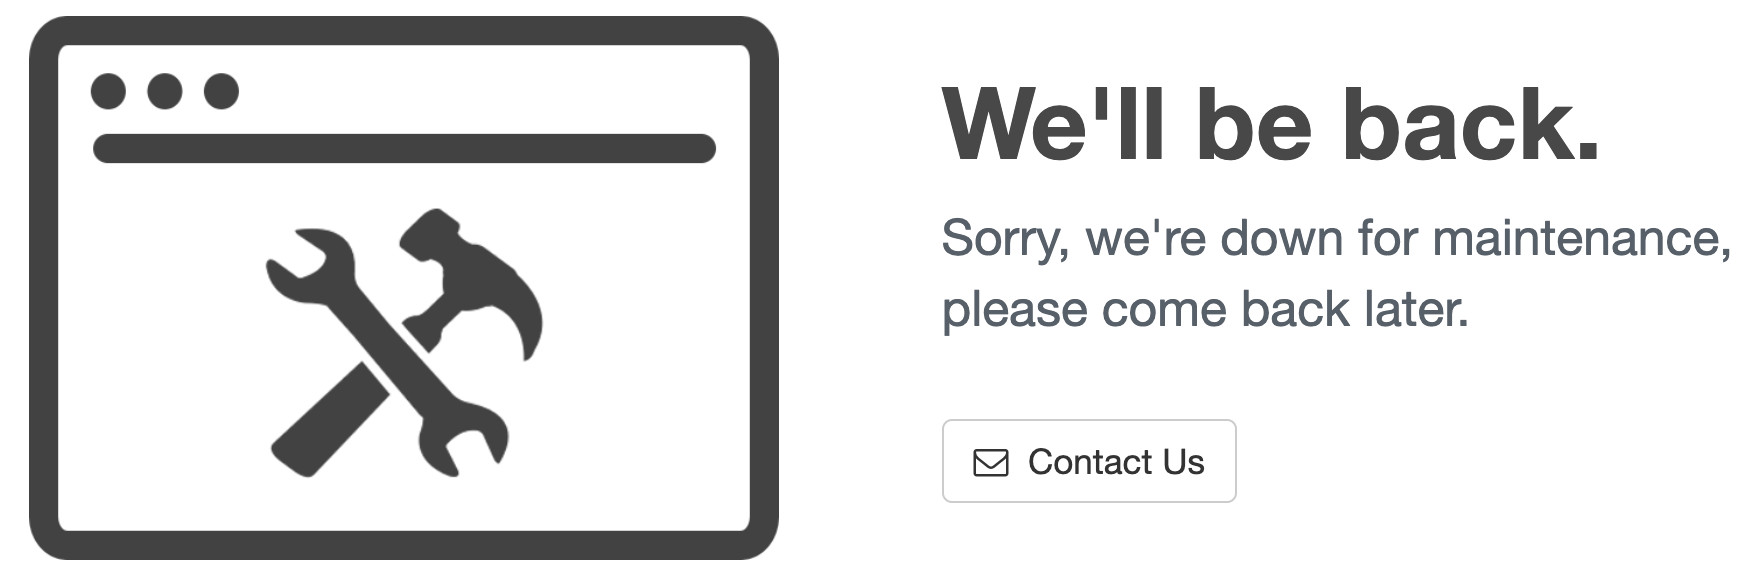 We'll be back.
Sorry, we're down for maintenance,
please come back later.
Contact Us